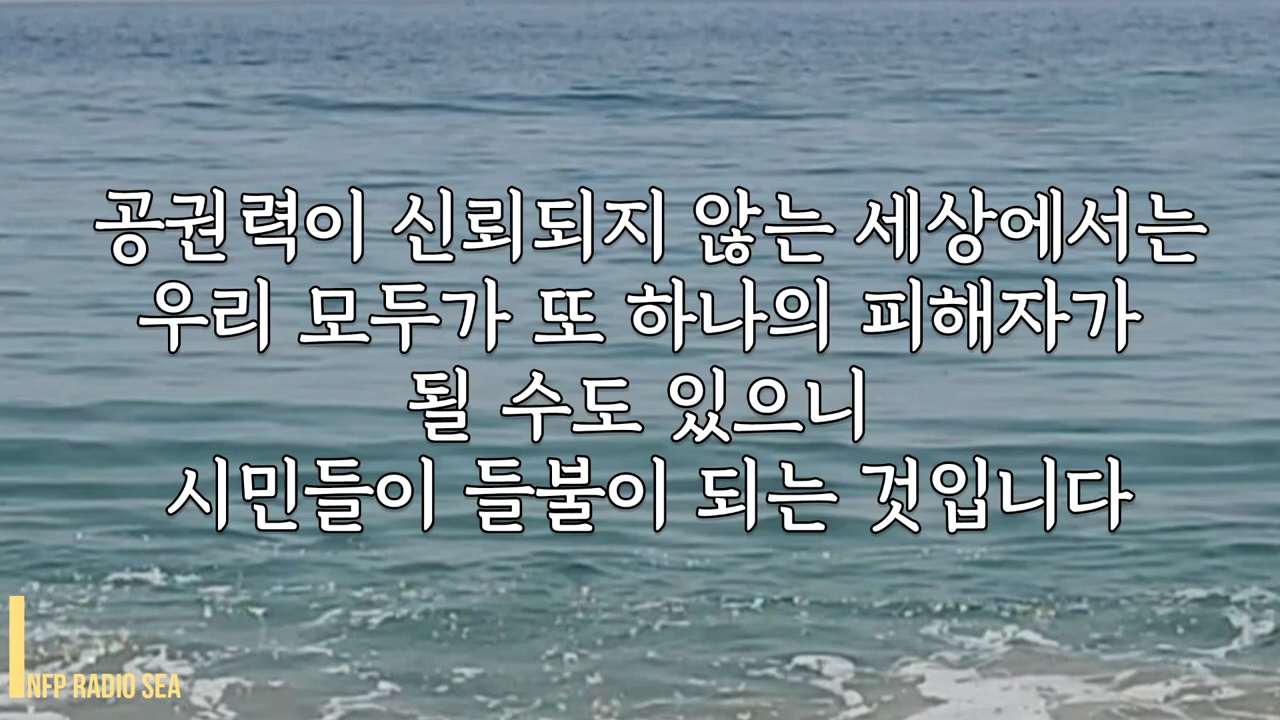 공권력이 신뢰되지 않는 세상에서는
우리 모두가 또 하나의 피해자가
될 수도 있으니
시민들이 들불이 되는 것입니다
NFP RADIO SEA